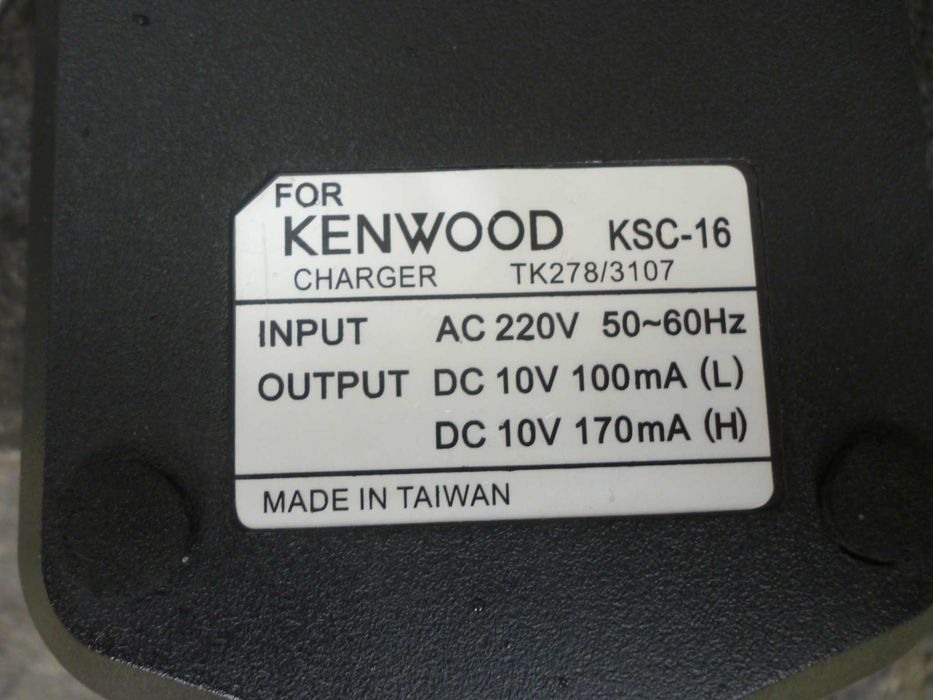 FOR
KENWOOD KSC-16
CHARGER TK278/3107
INPUT AC 220V 50~60Hz
OUTPUT DC 10V 100mA (L)
DC 10V 170mA (H)
MADE IN TAIWAN